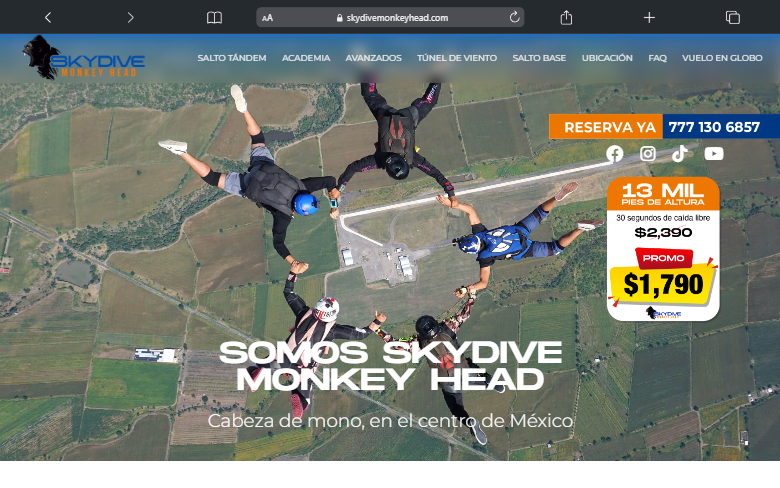 AA
skydivemonkeyhead.com
SKYDIVE
MONKEY HEAD
SALTO TÁNDEM
ACADEMIA
AVANZADOS
TÚNEL DE VIENTO
SALTO BASE
UBICACIÓN
FAQ
VUELO EN GLOBO
RESERVA YA 777 130 6857
13 MIL
PIES DE ALTURA
30 segundos de caida libre
$2,390
PROMO
$1,790
SKYDIVE
SOMOS SKYDIVE
MONKEY HEAD
Cabeza de mono, en el centro de México